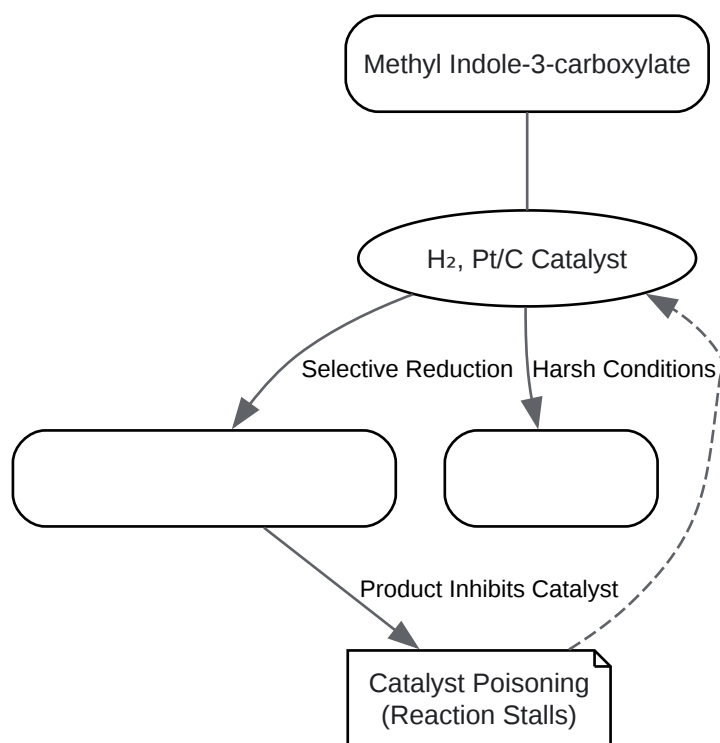 Methyl Indole-3-carboxylate
H₂, Pt/C Catalyst
Selective Reduction
Harsh Conditions
Product Inhibits Catalyst
Catalyst Poisoning
(Reaction Stalls)